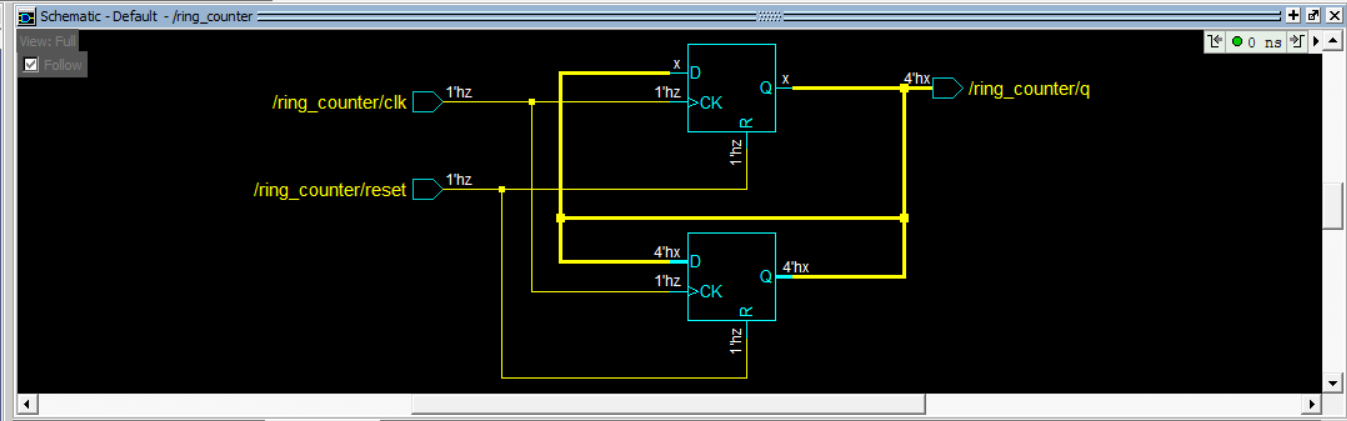 Schematic - Default - /ring_counter
View: Full
0 ns
Follow
x
D
x
Q
4'hx
/ring_counter/q
/ring_counter/clk
1'hz
1'hz
CK
R
1'hz
/ring_counter/reset
1'hz
4'hx
D
4'hx
Q
1'hz
CK
R
1'hz